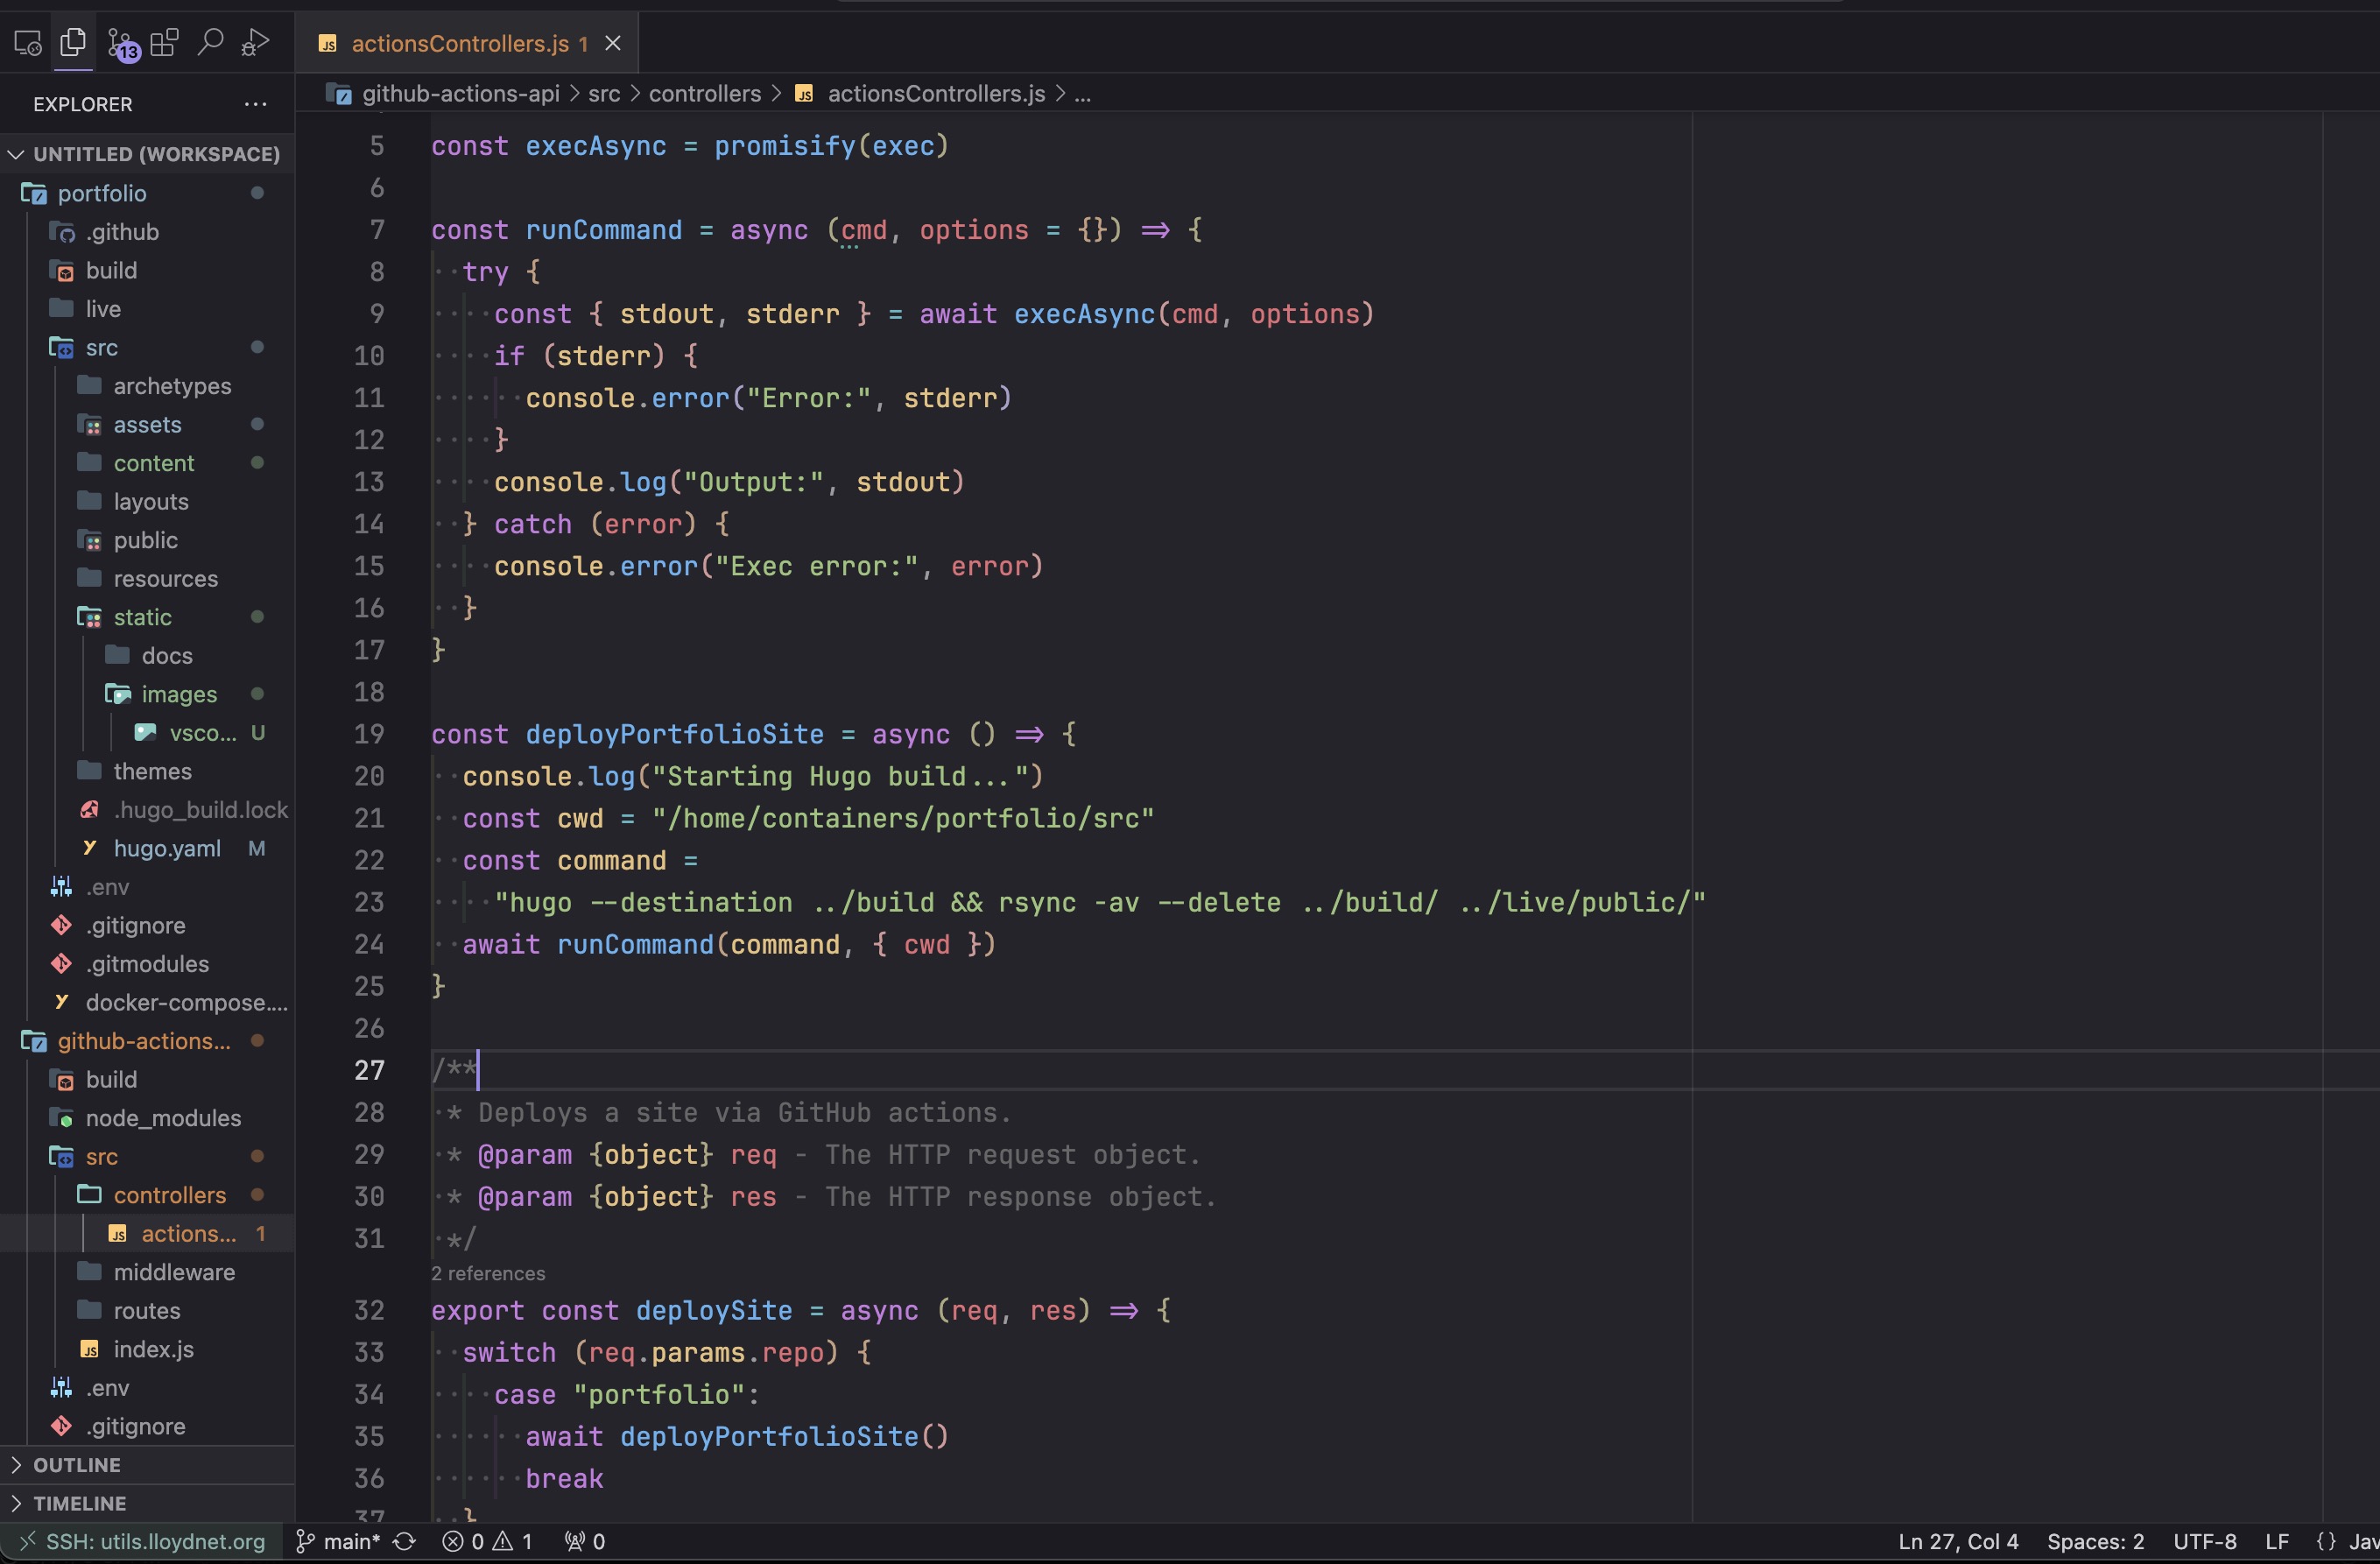 13
actionsControllers.js 1
EXPLORER
github-actions-api > src > controllers > JS actionsControllers.js > ...
UNTITLED (WORKSPACE)
portfolio
.github
build
live
src
archetypes
assets
content
layouts
public
resources
static
docs
images
vsco... U
themes
.hugo_build.lock
hugo.yaml M
.env
.gitignore
.gitmodules
docker-compose....
github-actions...
build
node_modules
src
controllers
JS actions... 1
middleware
routes
JS index.js
.env
.gitignore
OUTLINE
TIMELINE
5 const execAsync = promisify(exec)
6
7 const runCommand = async (cmd, options = {}) => {
8 try {
9 const { stdout, stderr } = await execAsync(cmd, options)
10 if (stderr) {
11 console.error("Error:", stderr)
12 }
13 console.log("Output:", stdout)
14 } catch (error) {
15 console.error("Exec error:", error)
16 }
17 }
18
19 const deployPortfolioSite = async () => {
20 console.log("Starting Hugo build...")
21 const cwd = "/home/containers/portfolio/src"
22 const command =
23 "hugo --destination ../build && rsync -av --delete ../build/ ../live/public/"
24 await runCommand(command, { cwd })
25 }
26
27 /**
28 * Deploys a site via GitHub actions.
29 * @param {object} req - The HTTP request object.
30 * @param {object} res - The HTTP response object.
31 */
2 references
32 export const deploySite = async (req, res) => {
33 switch (req.params.repo) {
34 case "portfolio":
35 await deployPortfolioSite()
36 break
37 }
SSH: utils.lloydnet.org main* 0 1 0 Ln 27, Col 4 Spaces: 2 UTF-8 LF {} Jav